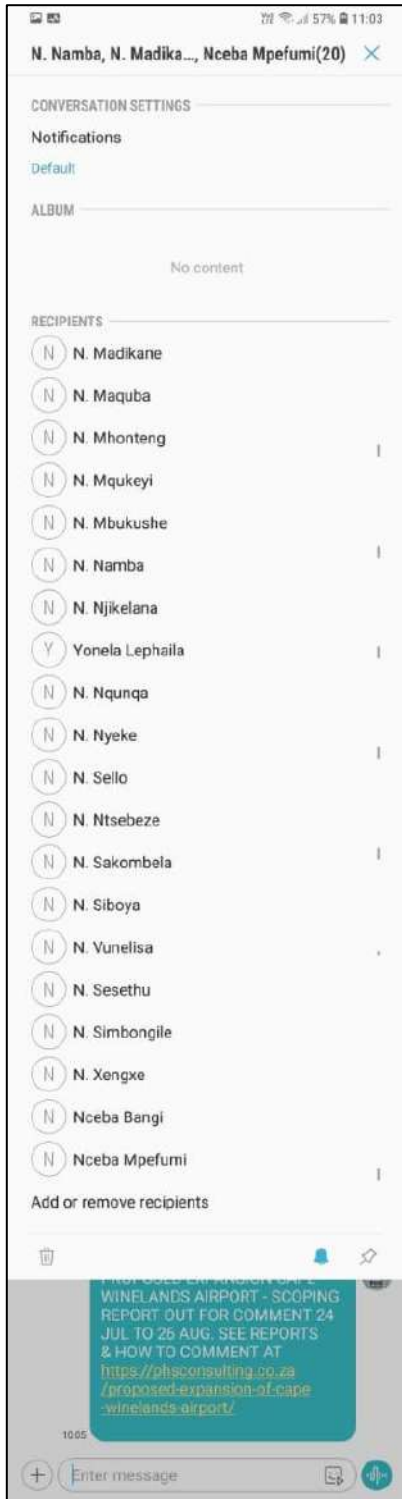 57% 11:03
N. Namba, N. Madika..., Nceba Mpefumi(20)
CONVERSATION SETTINGS
Notifications
Default
ALBUM
No content
RECIPIENTS
N N. Madikane
N N. Maquba
N N. Mhonteng
N N. Mqukeyi
N N. Mbukushe
N N. Namba
N N. Njikelana
Y Yonela Lephaila
N N. Nqunqa
N N. Nyeke
N N. Sello
N N. Ntsebeze
N N. Sakombela
N N. Siboya
N N. Vunelisa
N N. Sesethu
N N. Simbongile
N N. Xengxe
N Nceba Bangi
N Nceba Mpefumi
Add or remove recipients
PROPOSED EXPANSION CAPE
WINELANDS AIRPORT - SCOPING
REPORT OUT FOR COMMENT 24
JUL TO 26 AUG. SEE REPORTS
& HOW TO COMMENT AT
https://phsconsulting.co.za
/proposed-expansion-of-cape
-winelands-airport/
10:05
Enter message